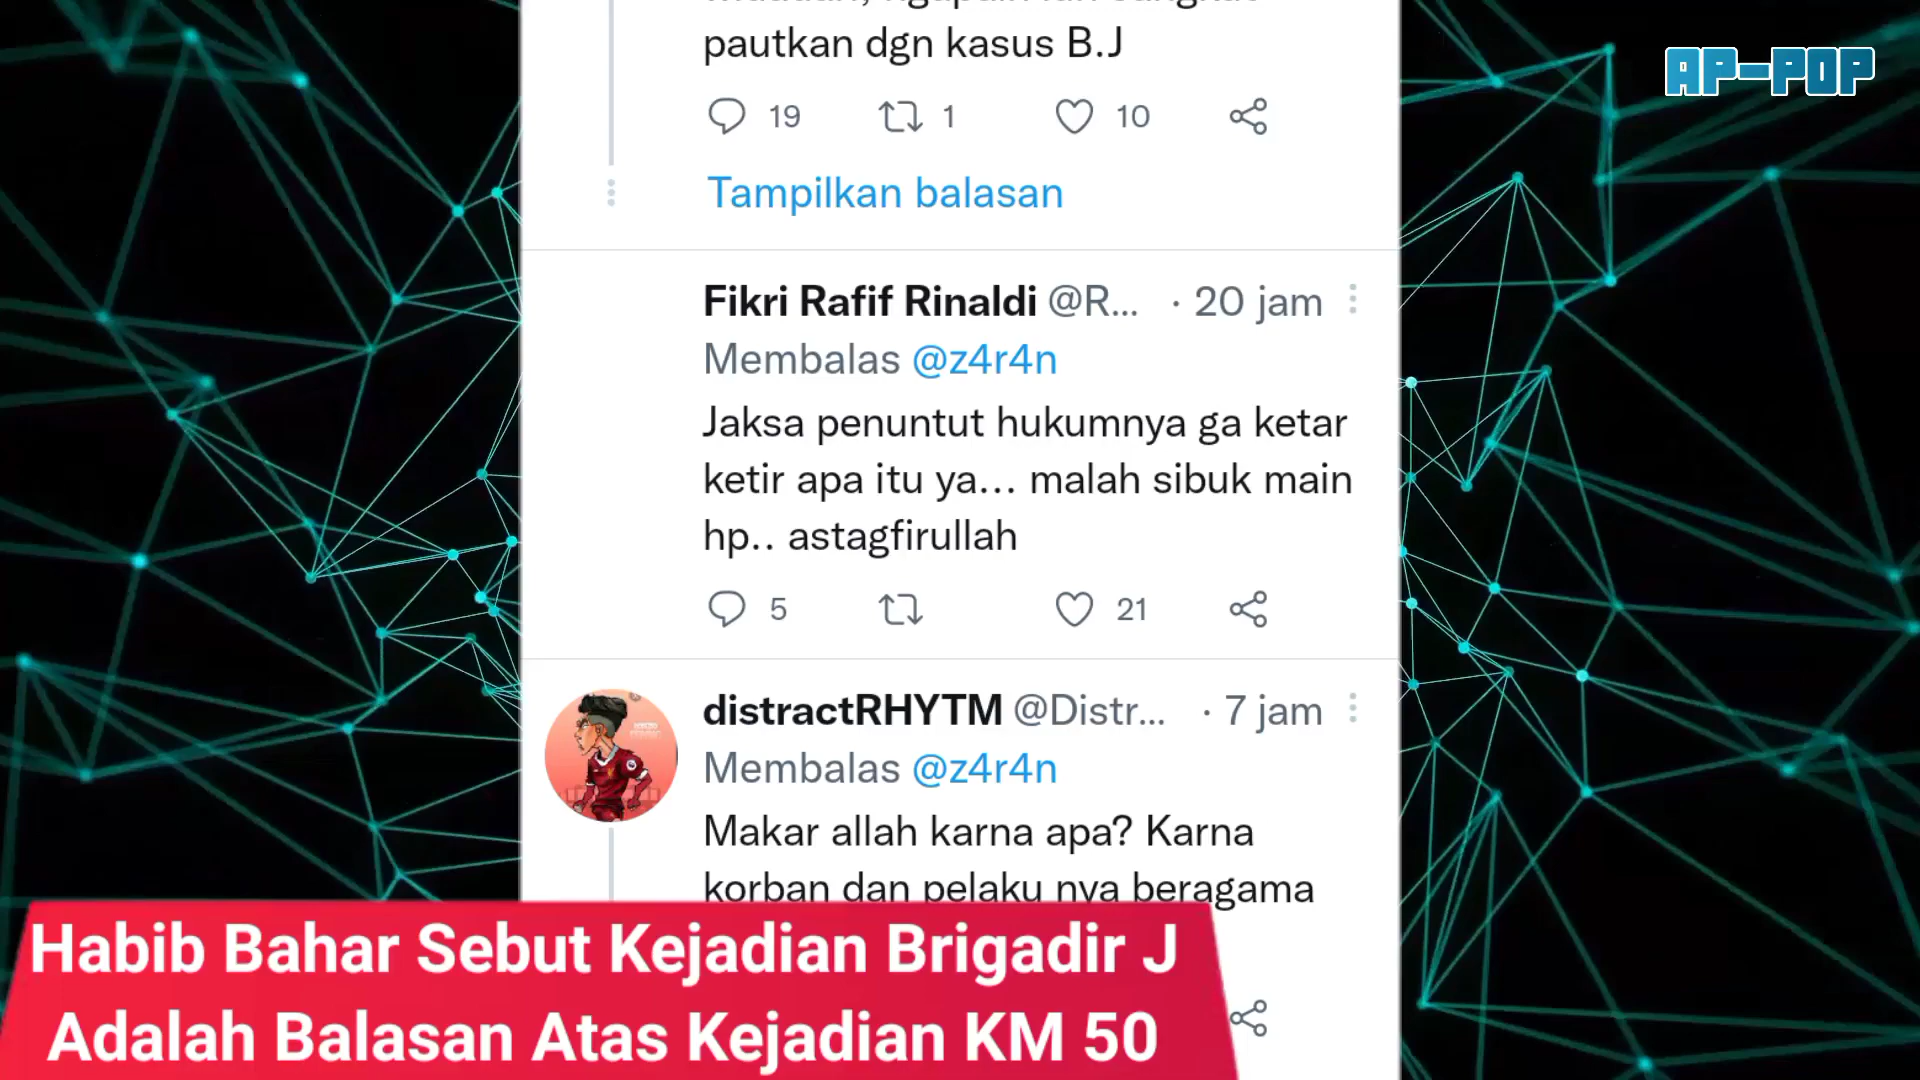 pautkan dgn kasus B.J
AP-POP
19 1 10
Tampilkan balasan
Fikri Rafif Rinaldi @R... · 20 jam
Membalas @z4r4n
Jaksa penuntut hukumnya ga ketar
ketir apa itu ya... malah sibuk main
hp.. astagfirullah
5 21
distractRHYTM @Distr... · 7 jam
Membalas @z4r4n
Makar allah karna apa? Karna
korban dan pelaku nya beragama
Habib Bahar Sebut Kejadian Brigadir J
Adalah Balasan Atas Kejadian KM 50